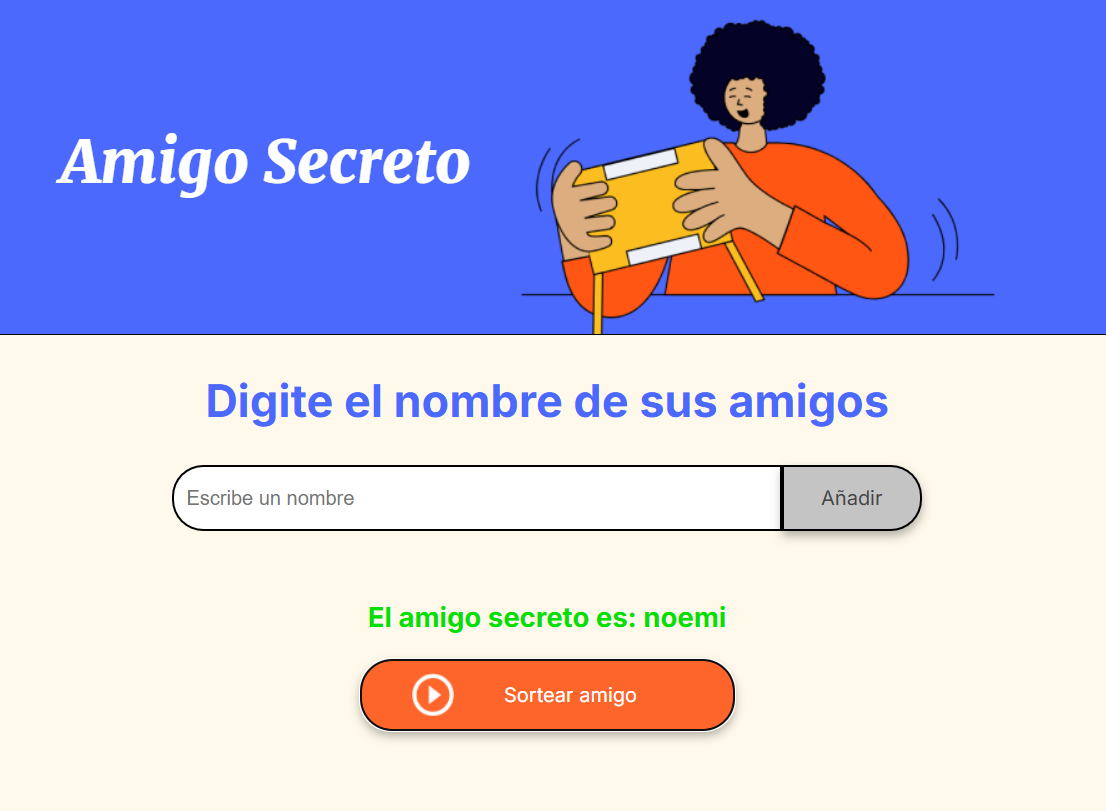 Amigo Secreto
Digite el nombre de sus amigos
Escribe un nombre
Añadir
El amigo secreto es: noemi
Sortear amigo